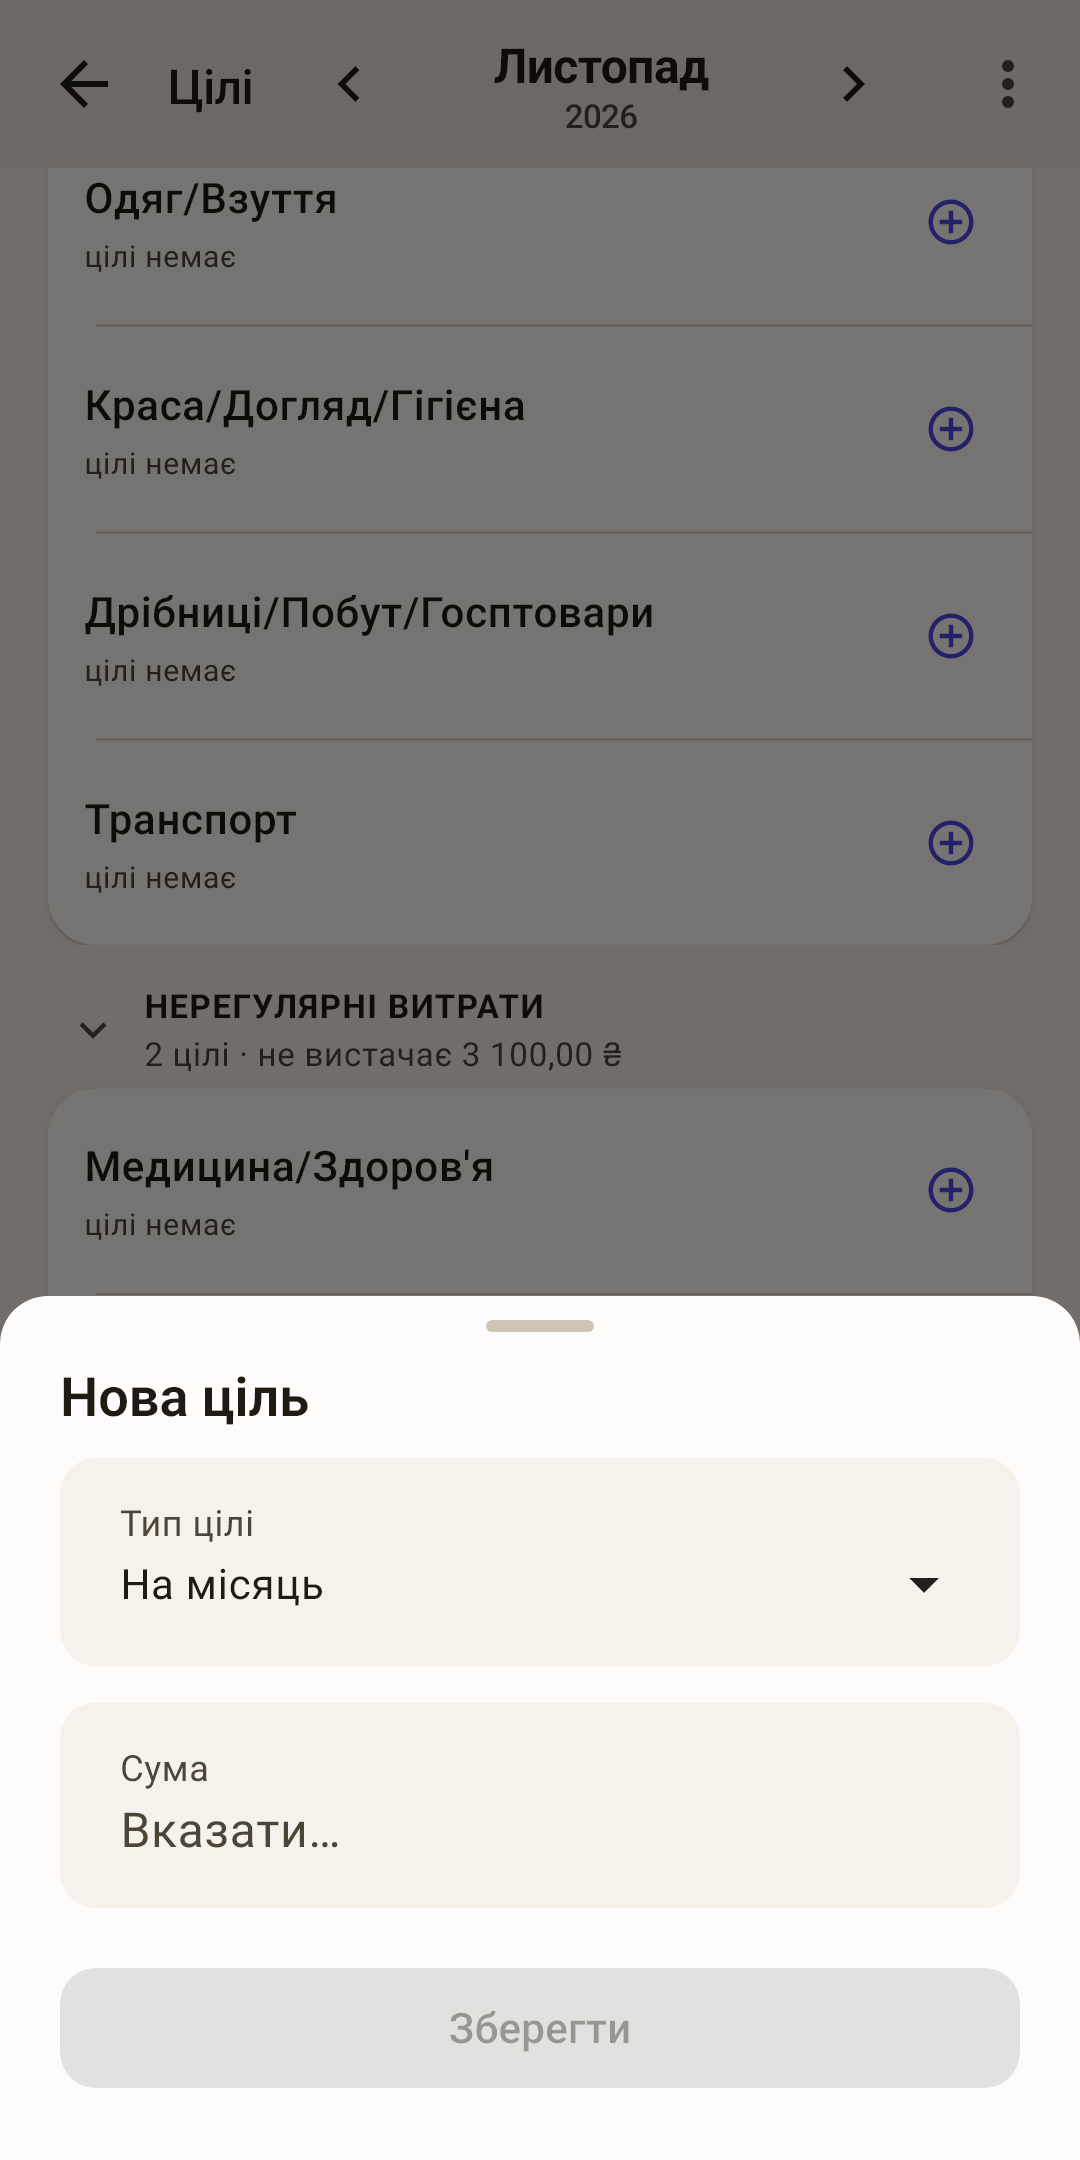 Цілі
Листопад
2026
Одяг/Взуття
цілі немає
Краса/Догляд/Гігієна
цілі немає
Дрібниці/Побут/Госптовари
цілі немає
Транспорт
цілі немає
НЕРЕГУЛЯРНІ ВИТРАТИ
2 цілі · не вистачає 3 100,00 ₴
Медицина/Здоров'я
цілі немає
Нова ціль
Тип цілі
На місяць
Сума
Вказати...
Зберегти